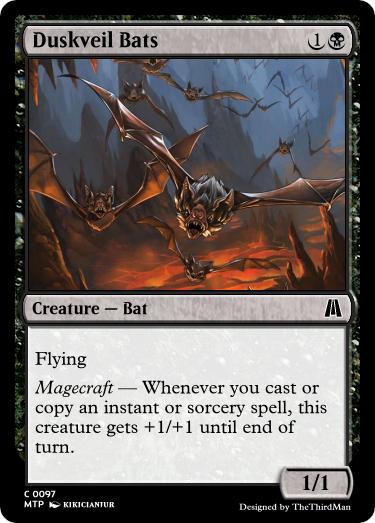 Duskveil Bats 1
Creature — Bat
Flying
Magecraft — Whenever you cast or
copy an instant or sorcery spell, this
creature gets +1/+1 until end of
turn.
1/1
C 0097
MTP KIKICIANJUR Designed by TheThirdMan